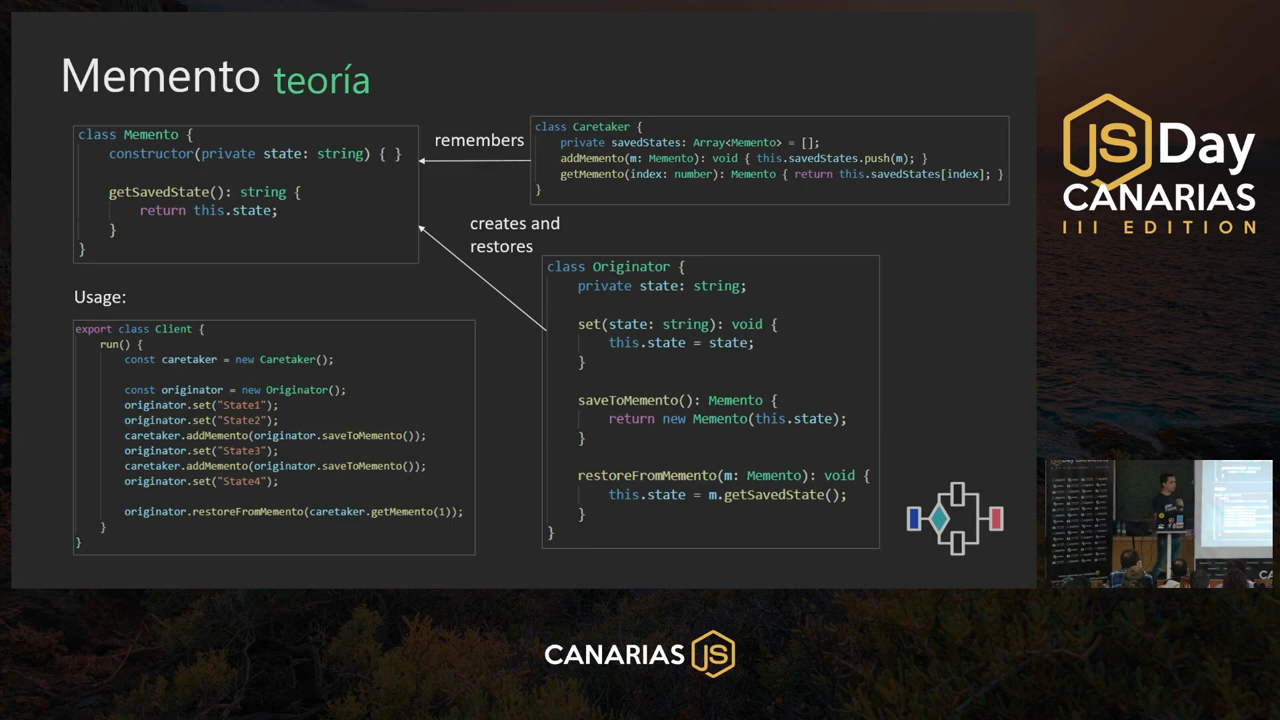 Memento teoría
class Memento {
constructor(private state: string) { }
getSavedState(): string {
return this.state;
}
}
remembers
class Caretaker {
private savedStates: Array<Memento> = [];
addMemento(m: Memento): void { this.savedStates.push(m); }
getMemento(index: number): Memento { return this.savedStates[index]; }
}
creates and
restores
class Originator {
private state: string;
set(state: string): void {
this.state = state;
}
saveToMemento(): Memento {
return new Memento(this.state);
}
restoreFromMemento(m: Memento): void {
this.state = m.getSavedState();
}
}
Usage:
export class Client {
run() {
const caretaker = new Caretaker();
const originator = new Originator();
originator.set("State1");
originator.set("State2");
caretaker.addMemento(originator.saveToMemento());
originator.set("State3");
caretaker.addMemento(originator.saveToMemento());
originator.set("State4");
originator.restoreFromMemento(caretaker.getMemento(1));
}
}
JS Day
CANARIAS
III EDITION
CANARIAS JS